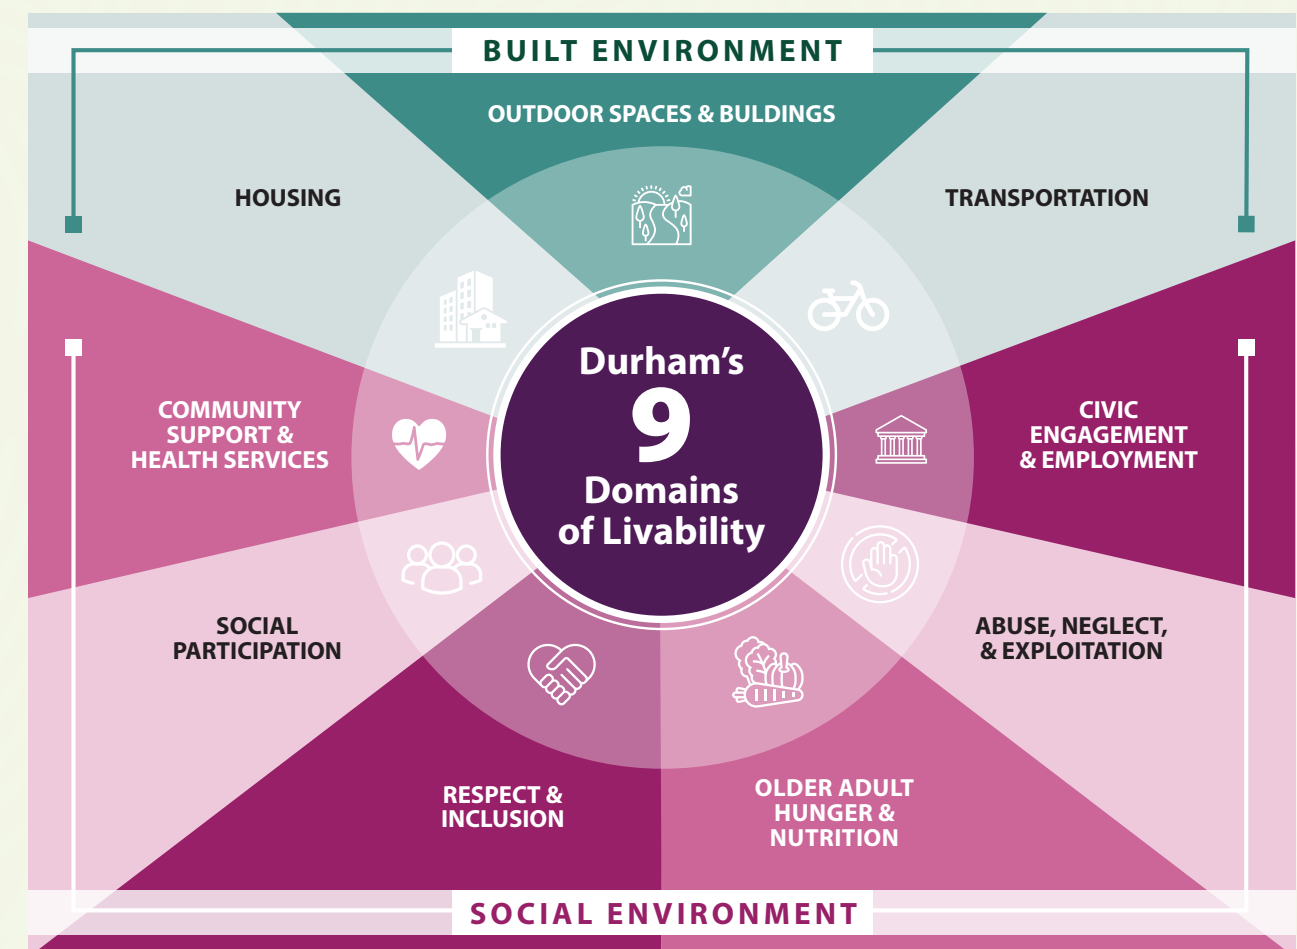 BUILT ENVIRONMENT
OUTDOOR SPACES & BULDINGS
HOUSING
TRANSPORTATION
Durham’s
9
Domains
of Livability
COMMUNITY
SUPPORT &
HEALTH SERVICES
CIVIC
ENGAGEMENT
& EMPLOYMENT
SOCIAL
PARTICIPATION
ABUSE, NEGLECT,
& EXPLOITATION
RESPECT &
INCLUSION
OLDER ADULT
HUNGER &
NUTRITION
SOCIAL ENVIRONMENT